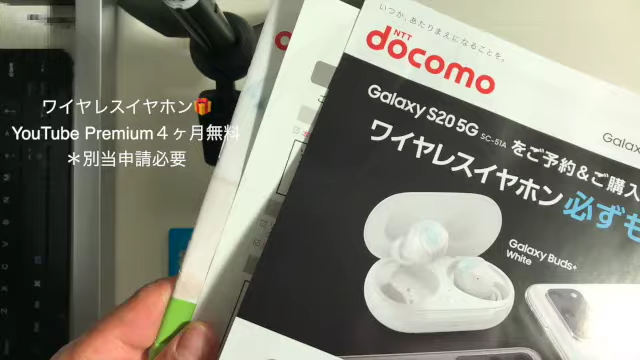 いつか、あたりまえになることを。
NTT
docomo
Galaxy S20 5G SC-51A をご予約&ご購入
ワイヤレスイヤホン 必ずも
Galaxy Buds+
White
ワイヤレスイヤホン🎁
YouTube Premium４ヶ月無料
＊別当申請必要